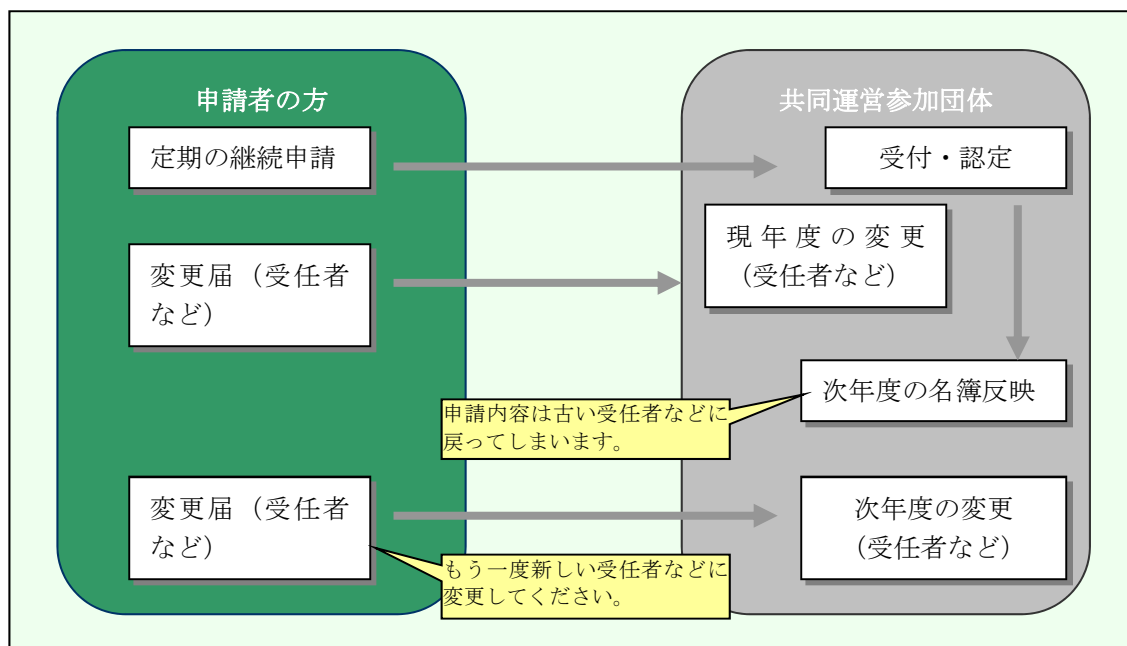 申請者の方
共同運営参加団体
定期の継続申請
受付・認定
変更届（受任者
など）
現年度の変更
（受任者など）
次年度の名簿反映
申請内容は古い受任者などに
戻ってしまいます。
変更届（受任者
など）
次年度の変更
（受任者など）
もう一度新しい受任者などに
変更してください。